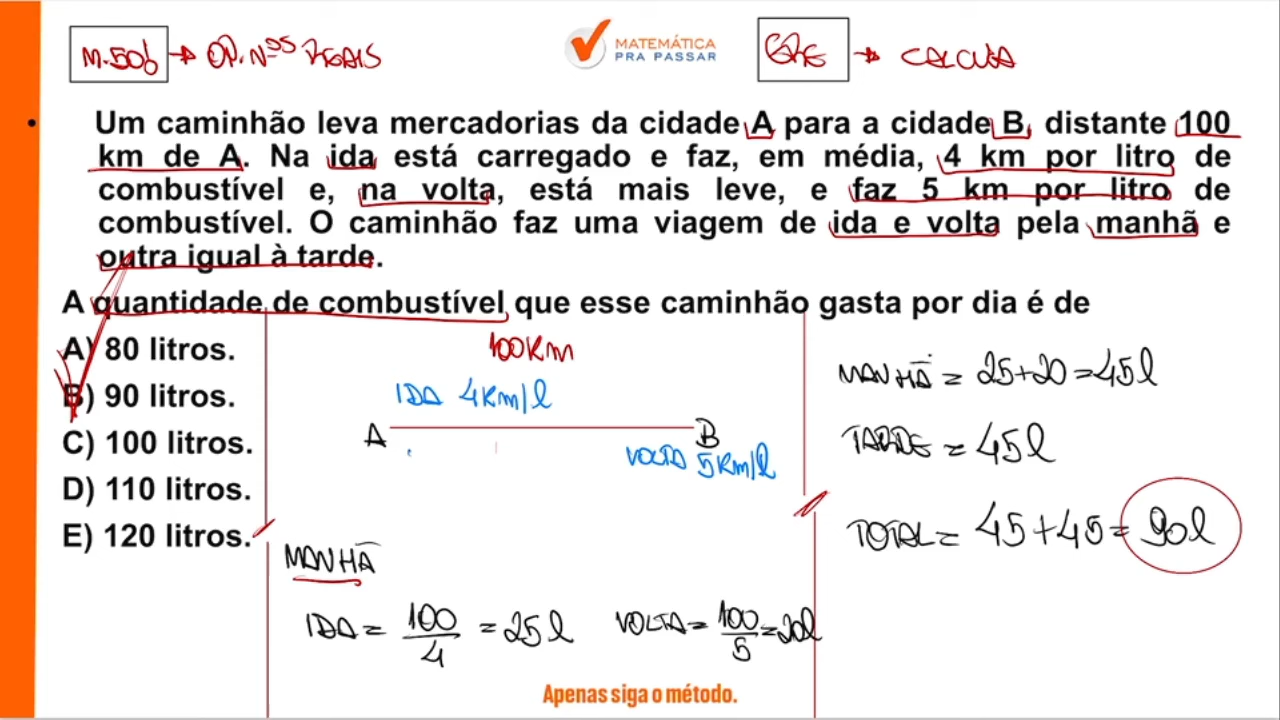 M.50% → OP. Nºs REAIS
MATEMÁTICA
PRA PASSAR
→ CALCULA
• Um caminhão leva mercadorias da cidade A para a cidade B, distante 100
km de A. Na ida está carregado e faz, em média, 4 km por litro de
combustível e, na volta, está mais leve, e faz 5 km por litro de
combustível. O caminhão faz uma viagem de ida e volta pela manhã e
outra igual à tarde.
A quantidade de combustível que esse caminhão gasta por dia é de
A) 80 litros.
B) 90 litros.
C) 100 litros.
D) 110 litros.
E) 120 litros.
100KM
IDA 4KM/l
A B
VOLTA 5KM/l
MANHÃ
IDA = 100/4 = 25l VOLTA = 100/5 = 20l
MANHÃ = 25+20=45l
TARDE = 45l
TOTAL = 45+45= 90l
Apenas siga o método.